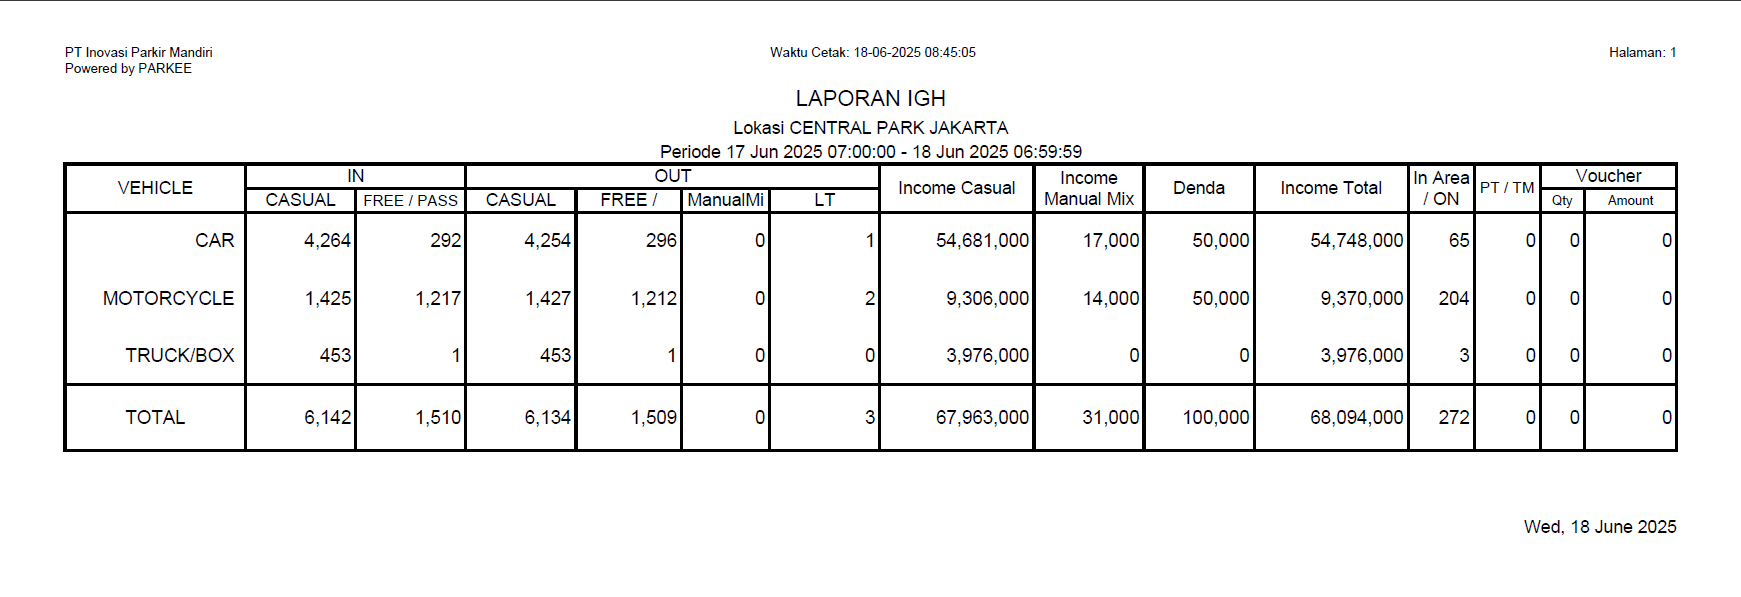 PT Inovasi Parkir Mandiri Waktu Cetak: 18-06-2025 08:45:05 Halaman: 1
Powered by PARKEE
LAPORAN IGH
Lokasi CENTRAL PARK JAKARTA
Periode 17 Jun 2025 07:00:00 - 18 Jun 2025 06:59:59
VEHICLE IN OUT Income Casual Income Manual Mix Denda Income Total In Area / ON PT / TM Voucher
CASUAL FREE / PASS CASUAL FREE / ManualMi LT Qty Amount
CAR 4,264 292 4,254 296 0 1 54,681,000 17,000 50,000 54,748,000 65 0 0 0
MOTORCYCLE 1,425 1,217 1,427 1,212 0 2 9,306,000 14,000 50,000 9,370,000 204 0 0 0
TRUCK/BOX 453 1 453 1 0 0 3,976,000 0 0 3,976,000 3 0 0 0
TOTAL 6,142 1,510 6,134 1,509 0 3 67,963,000 31,000 100,000 68,094,000 272 0 0 0
Wed, 18 June 2025